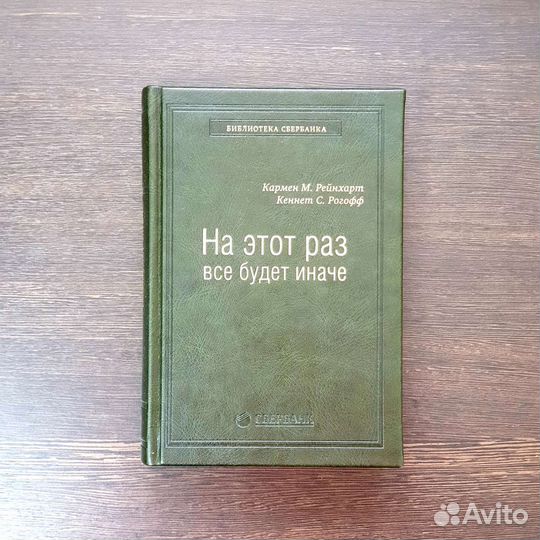 БИБЛИОТЕКА СБЕРБАНКА
Кармен М. Рейнхарт
Кеннет С. Рогофф
На этот раз
все будет иначе
СБЕРБАНК
Avito